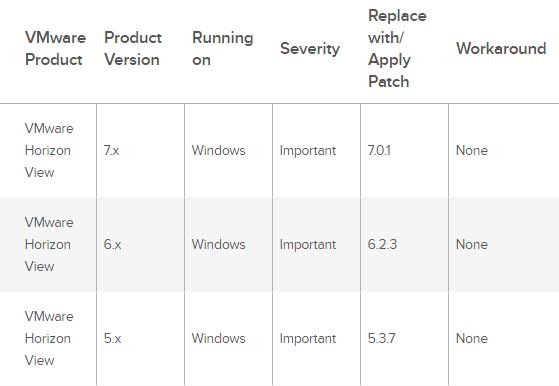 VMware Product | Product Version | Running on | Severity | Replace with/ Apply Patch | Workaround
VMware Horizon View | 7.x | Windows | Important | 7.0.1 | None
VMware Horizon View | 6.x | Windows | Important | 6.2.3 | None
VMware Horizon View | 5.x | Windows | Important | 5.3.7 | None